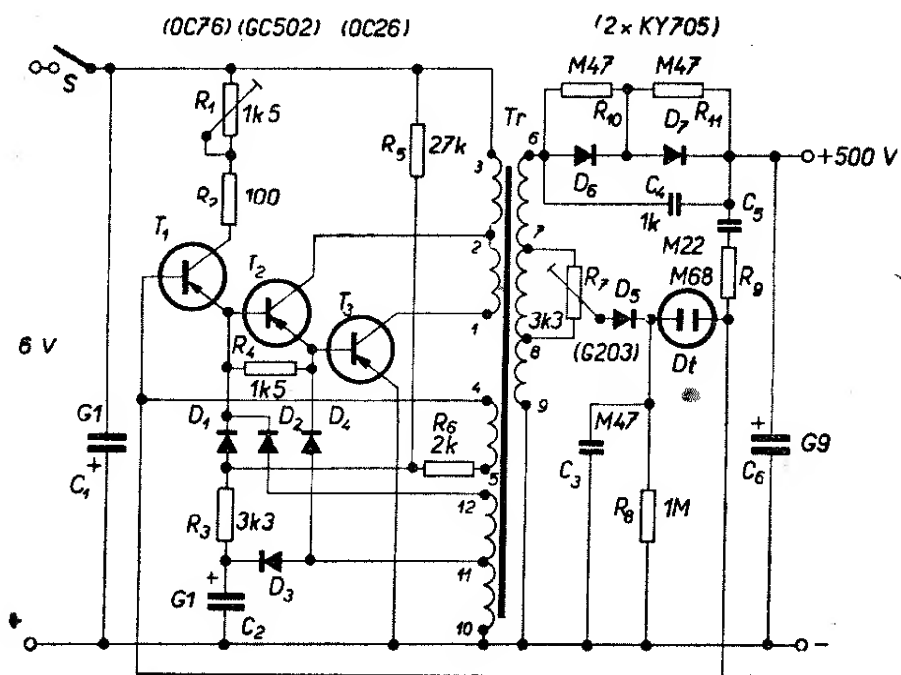 (OC76) (GC502) (OC26)
(2 x KY705)
S
R1
1k5
R2
100
R5
27k
M47
M47
R10
R11
Tr
6
3
D6
D7
+500 V
C4
1k
C5
T1
T2
T3
2
7
M22
M68
R9
R7
3k3
D5
(G203)
Dt
1
8
6 V
R4
1k5
4
9
D1
D2
D4
R6
2k
5
G1
+
C1
M47
C3
+
G9
C6
R3
3k3
12
R8
1M
D3
11
+
G1
C2
10
+
-